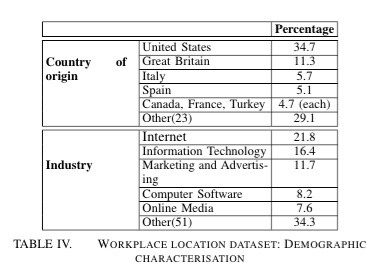 Percentage
Country of origin
United States 34.7
Great Britain 11.3
Italy 5.7
Spain 5.1
Canada, France, Turkey 4.7 (each)
Other(23) 29.1
Industry
Internet 21.8
Information Technology 16.4
Marketing and Advertis-
ing 11.7
Computer Software 8.2
Online Media 7.6
Other(51) 34.3
TABLE IV. WORKPLACE LOCATION DATASET: DEMOGRAPHIC
CHARACTERISATION